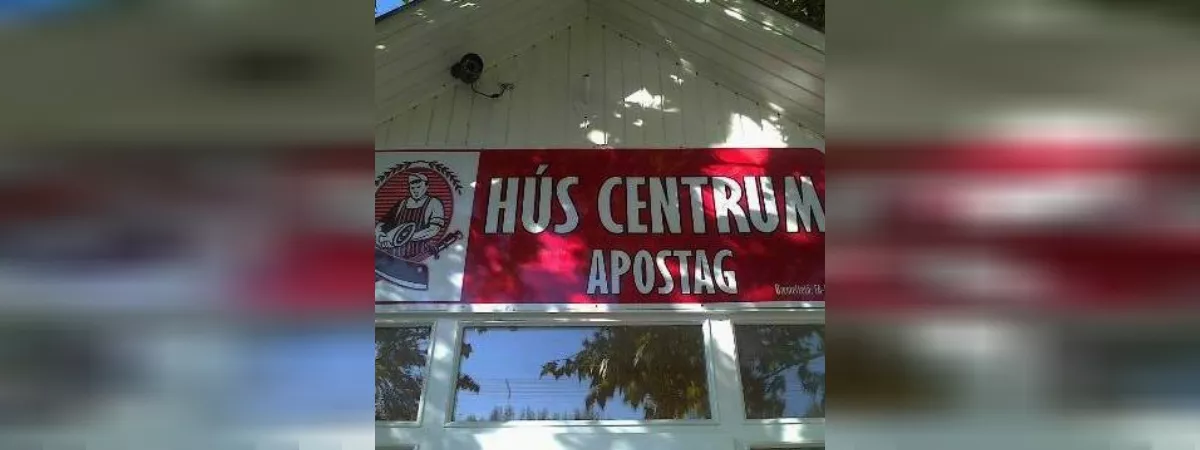 HÚS CENTRUM
APOSTAG